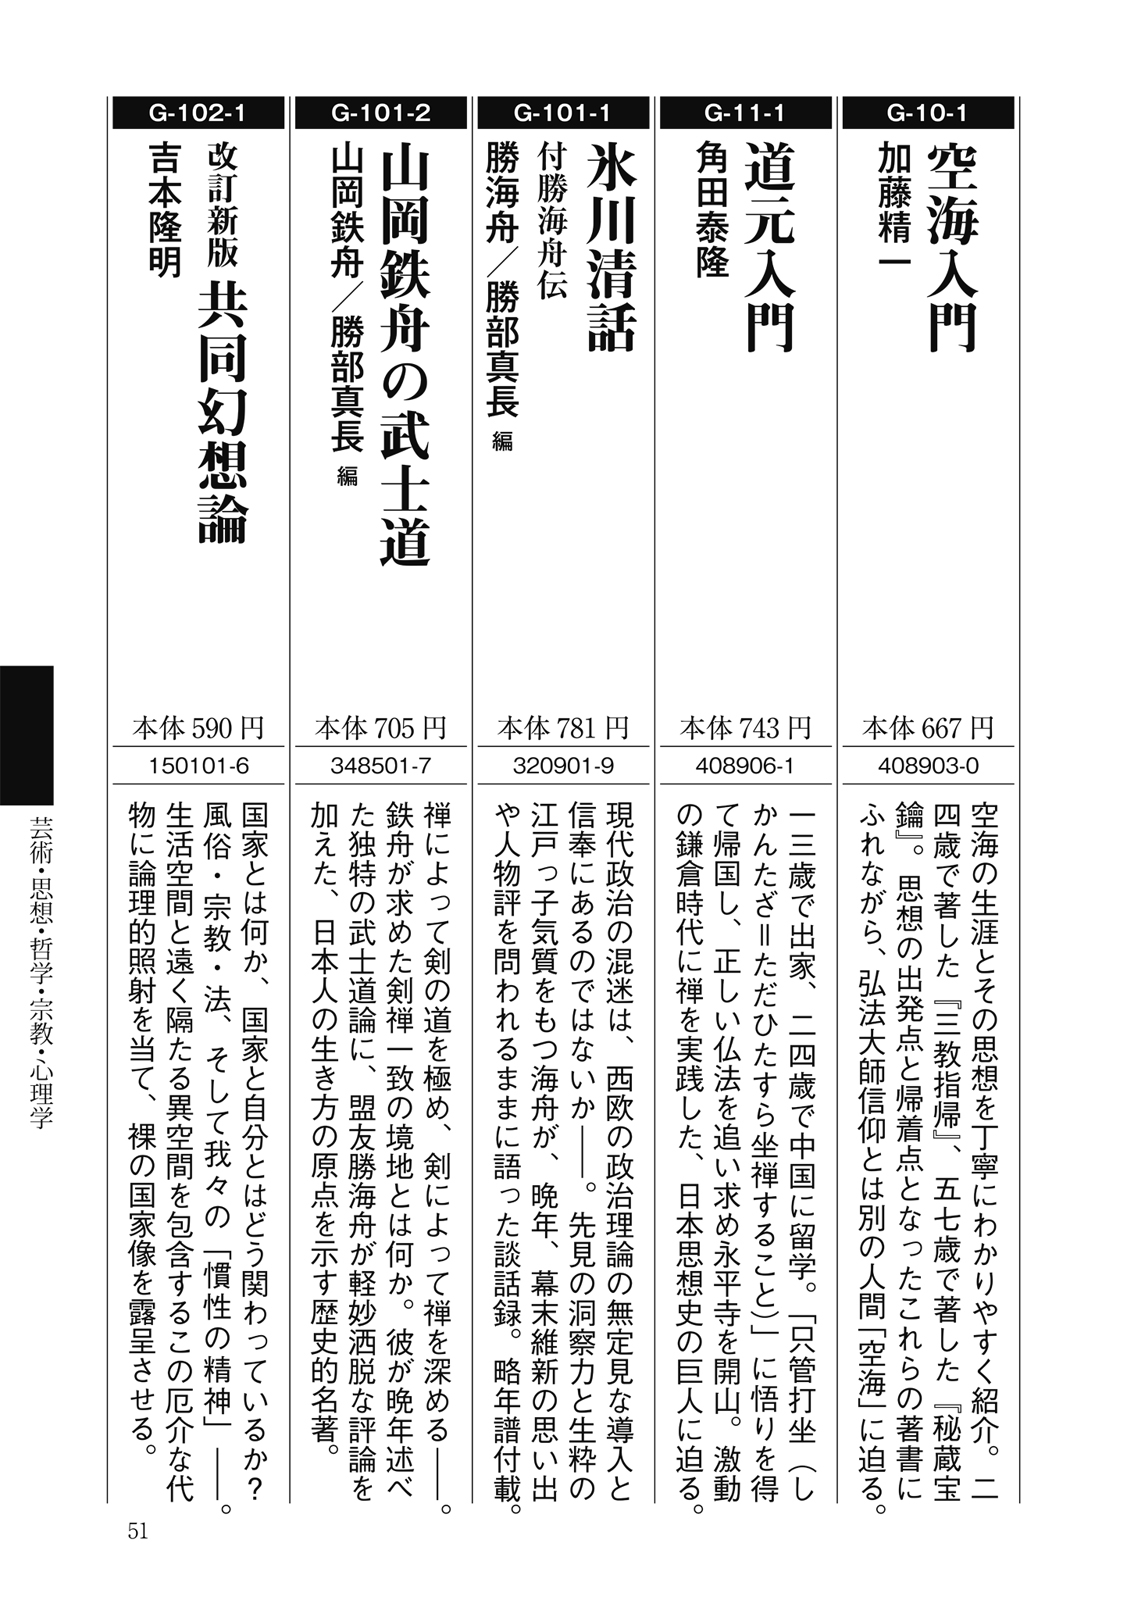 G-10-1
空海入門
加藤精一
本体 667 円
408903-0
空海の生涯とその思想を丁寧にわかりやすく紹介。二
四歳で著した『三教指帰』、五七歳で著した『秘蔵宝
鑰』。思想の出発点と帰着点となったこれらの著書に
ふれながら、弘法大師信仰とは別の人間「空海」に迫る。
G-11-1
道元入門
角田泰隆
本体 743 円
408906-1
一三歳で出家、二四歳で中国に留学。「只管打坐（し
かんたざ＝ただひたすら坐禅すること）」に悟りを得
て帰国し、正しい仏法を追い求め永平寺を開山。激動
の鎌倉時代に禅を実践した、日本思想史の巨人に迫る。
G-101-1
氷川清話
付勝海舟伝
勝海舟／勝部真長 編
本体 781 円
320901-9
現代政治の混迷は、西欧の政治理論の無定見な導入と
信奉にあるのではないか――。先見の洞察力と生粋の
江戸っ子気質をもつ海舟が、晩年、幕末維新の思い出
や人物評を問われるままに語った談話録。略年譜付載。
G-101-2
山岡鉄舟の武士道
山岡鉄舟／勝部真長 編
本体 705 円
348501-7
禅によって剣の道を極め、剣によって禅を深める――。
鉄舟が求めた剣禅一致の境地とは何か。彼が晩年述べ
た独特の武士道論に、盟友勝海舟が軽妙洒脱な評論を
加えた、日本人の生き方の原点を示す歴史的名著。
G-102-1
改訂新版 共同幻想論
吉本隆明
本体 590 円
150101-6
国家とは何か、国家と自分とはどう関わっているか？
風俗・宗教・法、そして我々の「慣性の精神」――。
生活空間と遠く隔たる異空間を包含するこの厄介な代
物に論理的照射を当て、裸の国家像を露呈させる。
芸術・思想・哲学・宗教・心理学
51